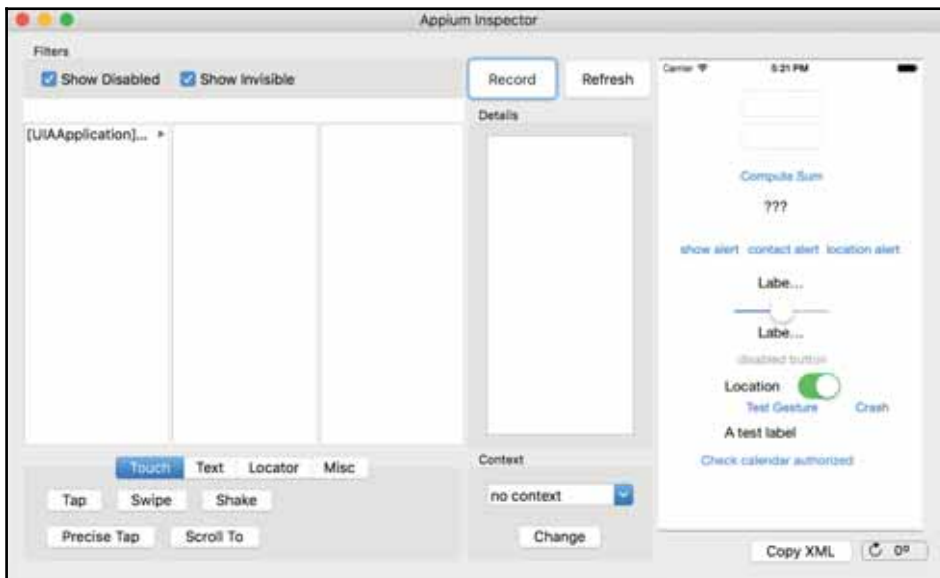 Appium Inspector
Filters
Show Disabled
Show Invisible
Record
Refresh
[UIAApplication]...
Details
Carrier
5:21 PM
Compute Sum
???
show alert contact alert location alert
Labe...
Labe...
disabled button
Location
Test Gesture
Crash
A test label
Check calendar authorized
Touch
Text
Locator
Misc
Tap
Swipe
Shake
Precise Tap
Scroll To
Context
no context
Change
Copy XML
0º